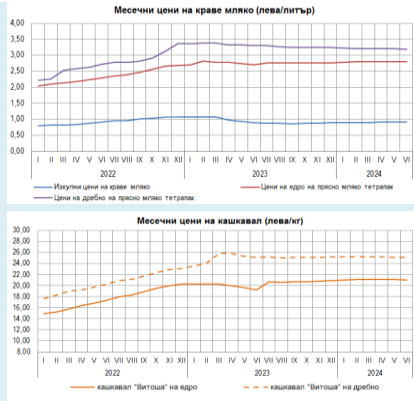 Месечни цени на краве мляко (лева/литър)
4,00
3,50
3,00
2,50
2,00
1,50
1,00
0,50
0,00
I II III IV V VI VII VIII IX X XI XII I II III IV V VI VII VIII IX X XI XII I II III IV V VI
2022 2023 2024
Изкупни цени на краве мляко Цени на едро на прясно мляко тетрапак
Цени на дребно на прясно мляко тетрапак
Месечни цени на кашкавал (лева/кг)
30,00
28,00
26,00
24,00
22,00
20,00
18,00
16,00
14,00
12,00
10,00
8,00
I II III IV V VI VII VIII IX X XI XII I II III IV V VI VII VIII IX X XI XII I II III IV V VI
2022 2023 2024
кашкавал "Витоша" на едро кашкавал "Витоша" на дребно